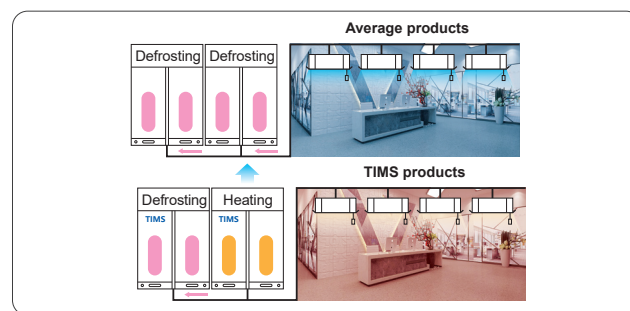 Average products
Defrosting Defrosting
TIMS products
Defrosting Heating
TIMS TIMS